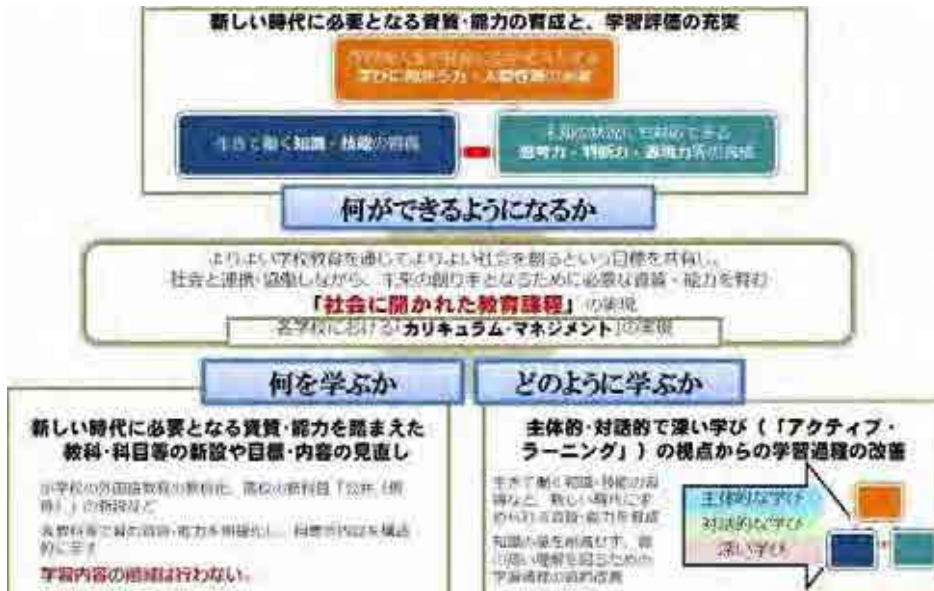 新しい時代に必要となる資質・能力の育成と、学習評価の充実
学びに向かう力・人間性等の涵養
生きて働く知識・技能の習得
未知の状況にも対応できる
思考力・判断力・表現力等の育成
何ができるようになるか
よりよい学校教育を通じてよりよい社会を創るという目標を共有し、
社会と連携・協働しながら、未来の創り手となるために必要な資質・能力を育む
「社会に開かれた教育課程」の実現
各学校における「カリキュラム・マネジメント」の実現
何を学ぶか
新しい時代に必要となる資質・能力を踏まえた
教科・科目等の新設や目標・内容の見直し
小学校の外国語教育の教科化、高校の新科目「公共（仮
称）」の新設など
各教科等で育む資質・能力を明確化し、目標や内容を構造
的に示す
学習内容の削減は行わない。
どのように学ぶか
主体的・対話的で深い学び（「アクティブ・
ラーニング」）の視点からの学習過程の改善
生きて働く知識・技能の習
得など、新しい時代に求
められる資質・能力を育成
知識の量を削減せず、質
の高い理解を図るための
学習過程の質的改善
主体的な学び
対話的な学び
深い学び